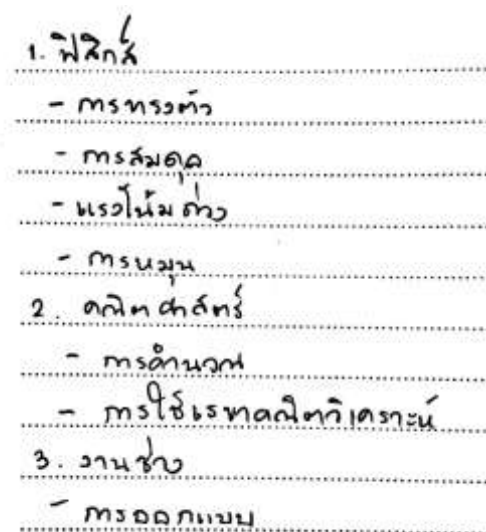 1. ฟิสิกส์
- การทรงตัว
- การสมดุล
- แรงโน้มถ่วง
- การหมุน
2. คณิตศาสตร์
- การคำนวณ
- การใช้เรขาคณิตวิเคราะห์
3. งานช่าง
- การออกแบบ